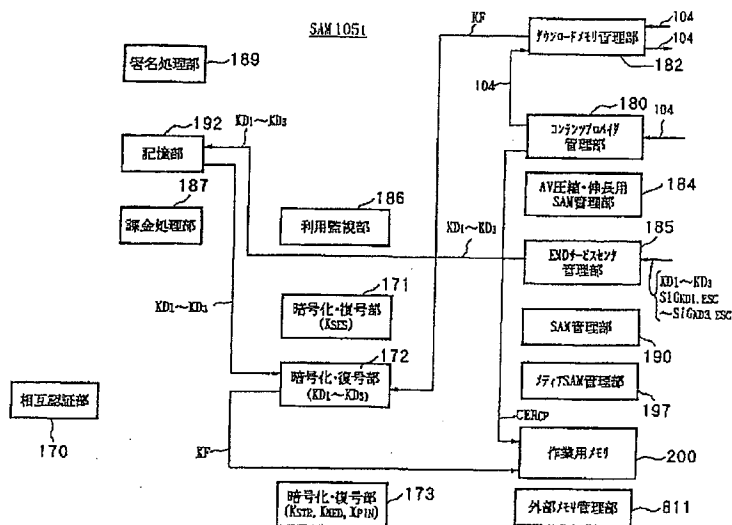 SAM 105₁
KF
ダウンロードメモリ管理部
182
104
104
104
署名処理部
189
192
記憶部
KD₁～KD₃
180
コンテンツプロバイダ
管理部
104
187
課金処理部
186
利用監視部
AV圧縮・伸長用
SAM管理部
184
KD₁～KD₃
185
EMDサービスセンタ
管理部
KD₁～KD₃
SIG KD1, ESC
～SIG KD3, ESC
KD₁～KD₃
171
暗号化・復号部
(KSES)
SAM管理部
190
172
暗号化・復号部
(KD₁～KD₃)
メディアSAM管理部
197
相互認証部
170
CERCP
KF
作業用メモリ
200
暗号化・復号部
(KSTR, KMED, KPIN)
173
外部メモリ管理部
811